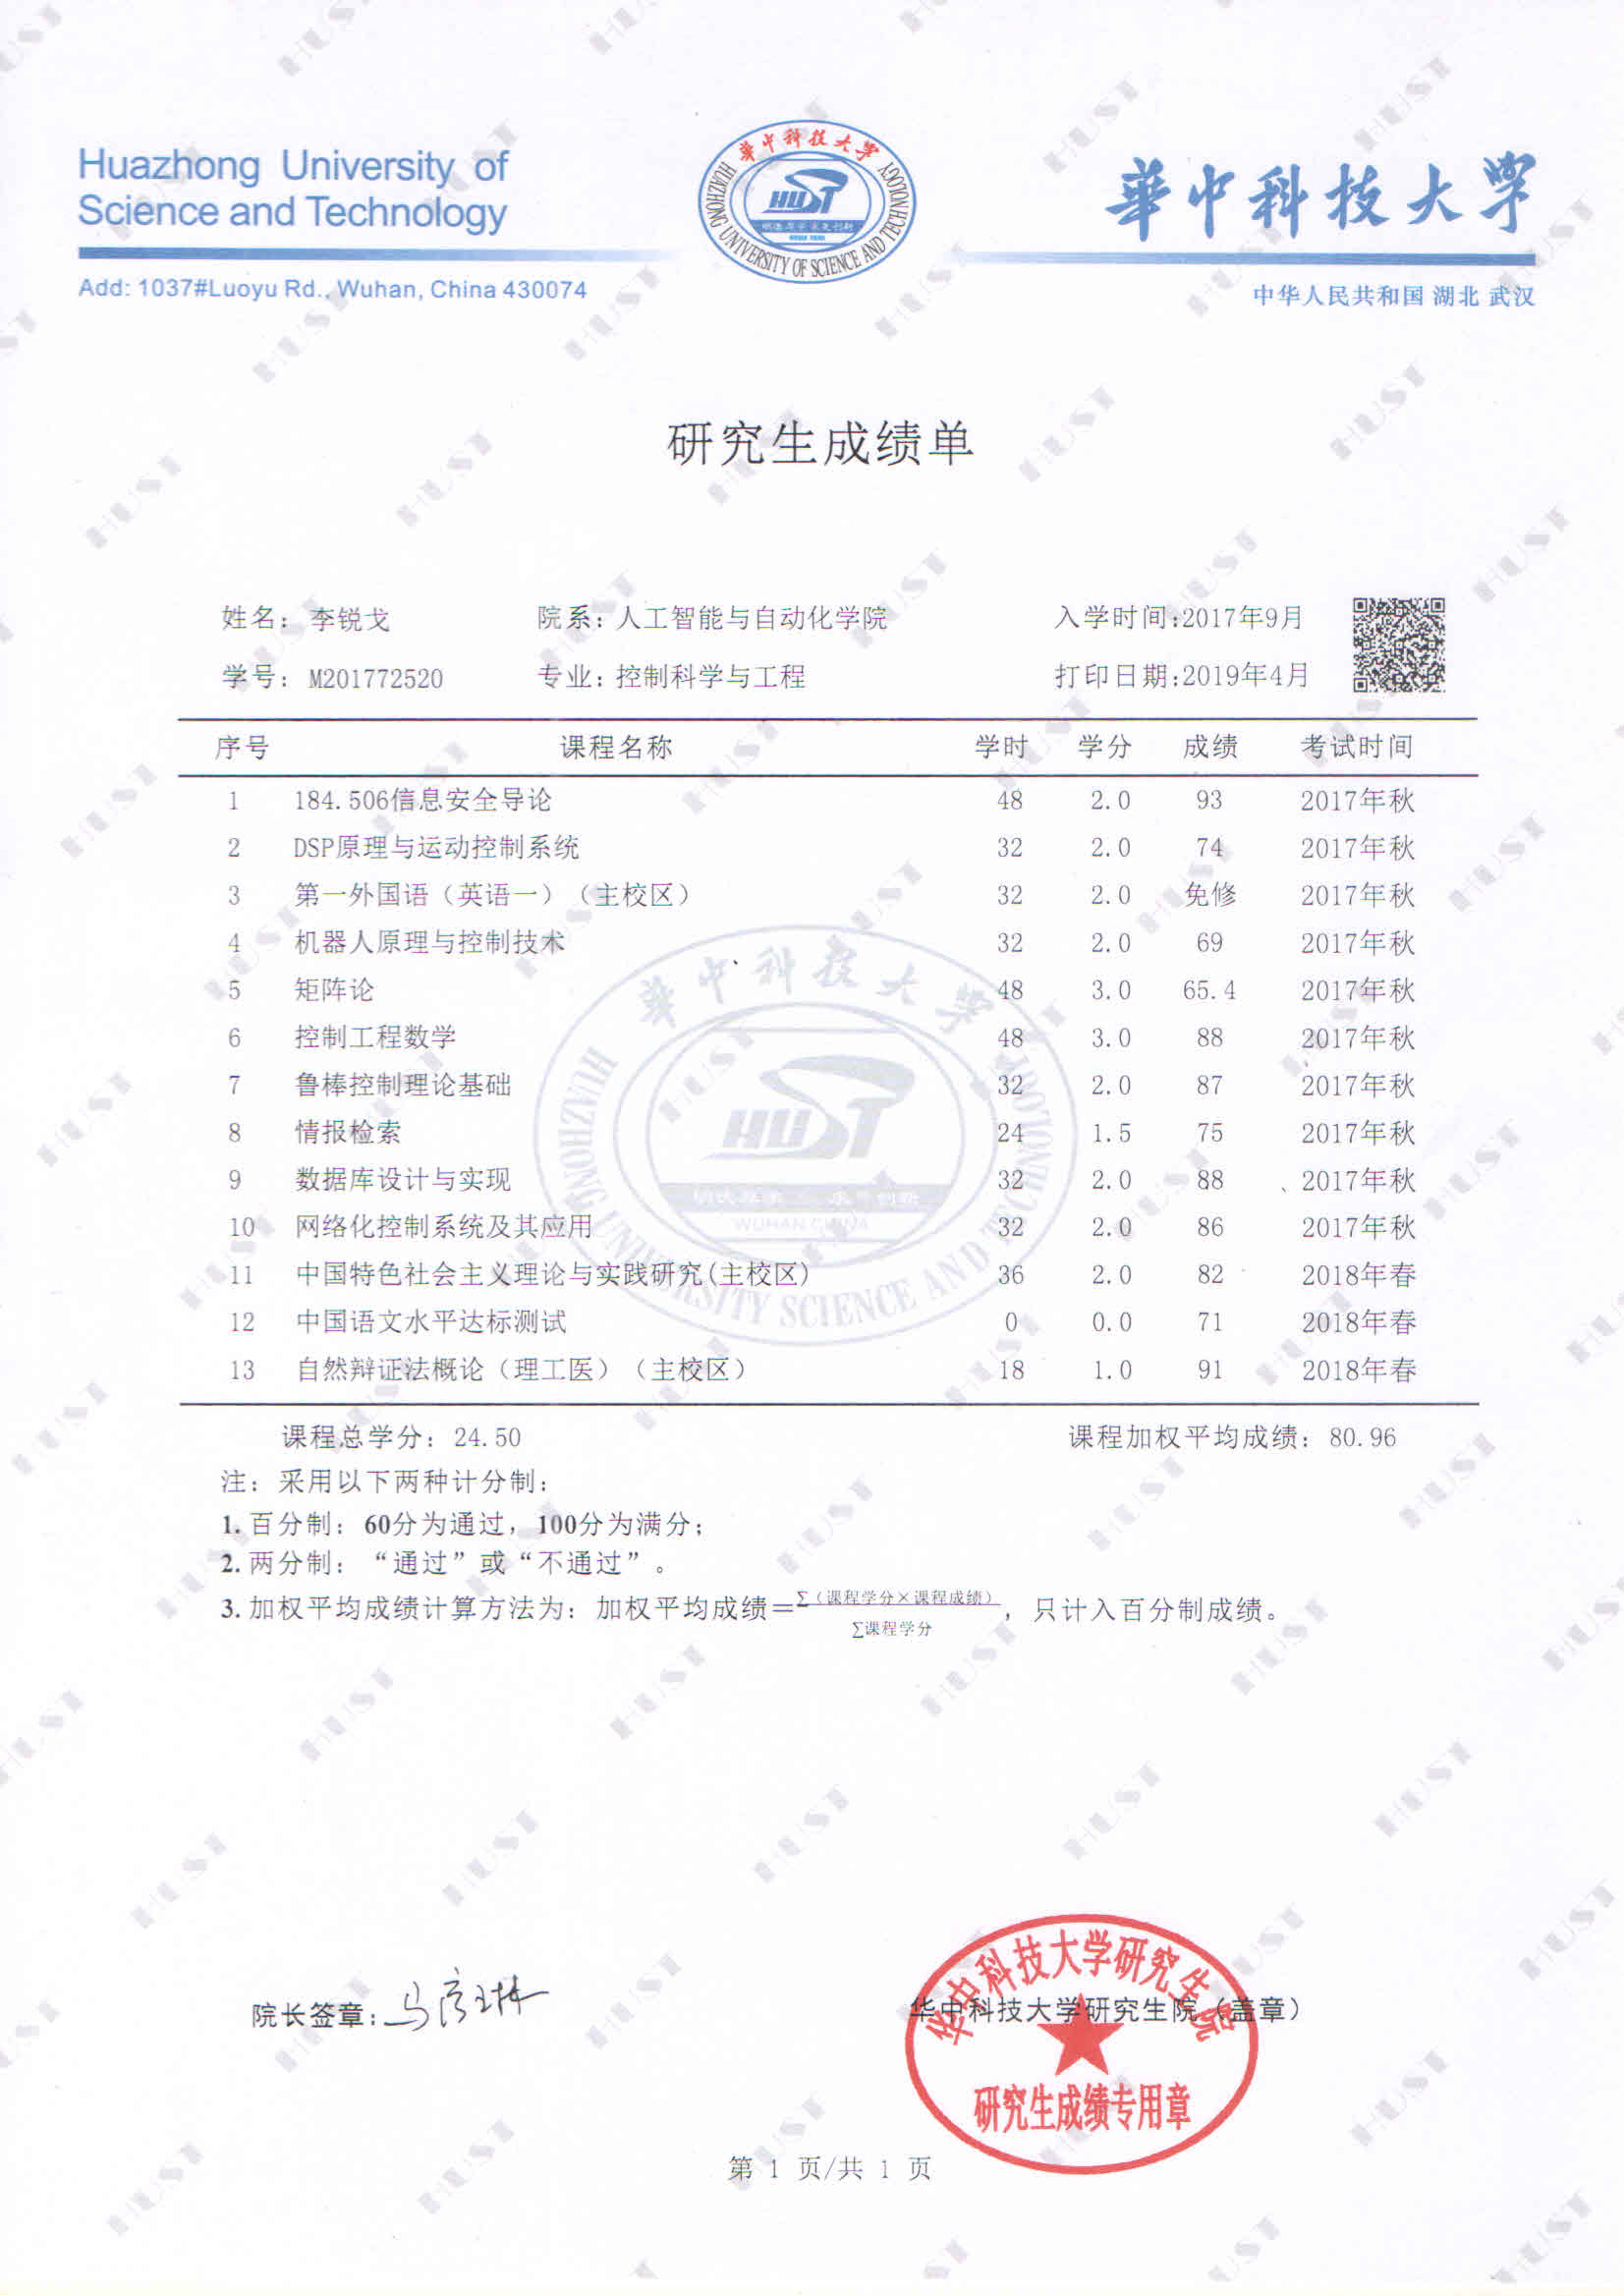 Huazhong University of
Science and Technology
Add: 1037#Luoyu Rd., Wuhan, China 430074
華中科技大学
HUAZHONG UNIVERSITY OF SCIENCE AND TECHNOLOGY
HUST
華中科技大学
中华人民共和国 湖北 武汉
研究生成绩单
姓名: 李锐戈 院系: 人工智能与自动化学院 入学时间:2017年9月
学号: M201772520 专业: 控制科学与工程 打印日期:2019年4月
序号 课程名称 学时 学分 成绩 考试时间
1 184.506信息安全导论 48 2.0 93 2017年秋
2 DSP原理与运动控制系统 32 2.0 74 2017年秋
3 第一外国语（英语一）（主校区） 32 2.0 免修 2017年秋
4 机器人原理与控制技术 32 2.0 69 2017年秋
5 矩阵论 48 3.0 65.4 2017年秋
6 控制工程数学 48 3.0 88 2017年秋
7 鲁棒控制理论基础 32 2.0 87 2017年秋
8 情报检索 24 1.5 75 2017年秋
9 数据库设计与实现 32 2.0 88 2017年秋
10 网络化控制系统及其应用 32 2.0 86 2017年秋
11 中国特色社会主义理论与实践研究(主校区) 36 2.0 82 2018年春
12 中国语文水平达标测试 0 0.0 71 2018年春
13 自然辩证法概论（理工医）（主校区） 18 1.0 91 2018年春
课程总学分: 24.50 课程加权平均成绩: 80.96
注: 采用以下两种计分制:
1. 百分制: 60分为通过, 100分为满分;
2. 两分制: “通过”或“不通过”。
3. 加权平均成绩计算方法为: 加权平均成绩=∑（课程学分×课程成绩）/∑课程学分, 只计入百分制成绩。
院长签章:
华中科技大学研究生院（盖章）
华中科技大学研究生院
研究生成绩专用章
第 1 页/共 1 页